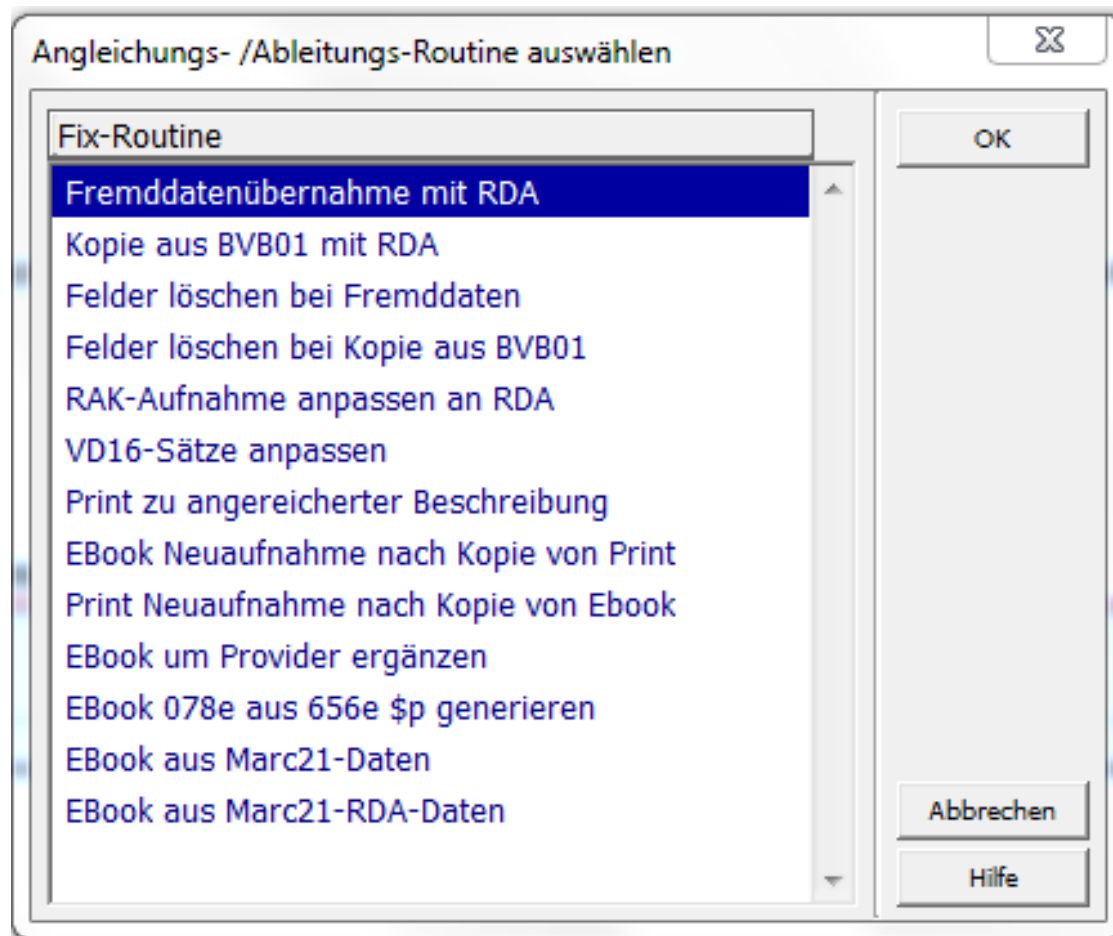 Angleichungs- /Ableitungs-Routine auswählen
Fix-Routine
OK
Fremddatenübernahme mit RDA
Kopie aus BVB01 mit RDA
Felder löschen bei Fremddaten
Felder löschen bei Kopie aus BVB01
RAK-Aufnahme anpassen an RDA
VD16-Sätze anpassen
Print zu angereicherter Beschreibung
EBook Neuaufnahme nach Kopie von Print
Print Neuaufnahme nach Kopie von Ebook
EBook um Provider ergänzen
EBook 078e aus 656e $p generieren
EBook aus Marc21-Daten
EBook aus Marc21-RDA-Daten
Abbrechen
Hilfe